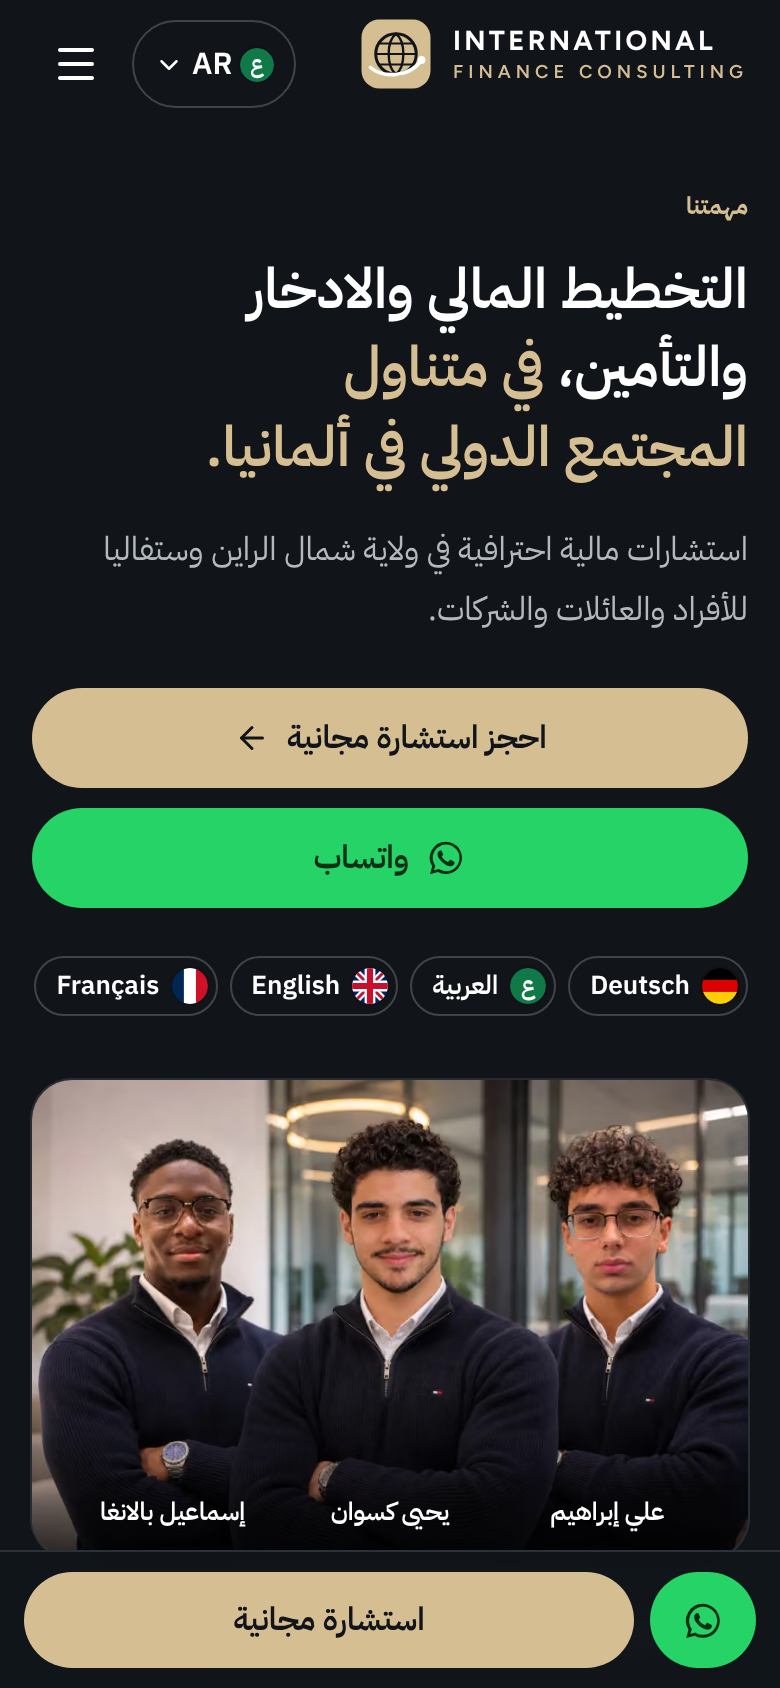 INTERNATIONAL
FINANCE CONSULTING
AR ع
مهمتنا
التخطيط المالي والادخار
والتأمين، في متناول
المجتمع الدولي في ألمانيا.
استشارات مالية احترافية في ولاية شمال الراين وستفاليا
للأفراد والعائلات والشركات.
احجز استشارة مجانية ←
واتساب
Deutsch
ع العربية
English
Français
علي إبراهيم
يحيى كسوان
إسماعيل بالانغا
استشارة مجانية